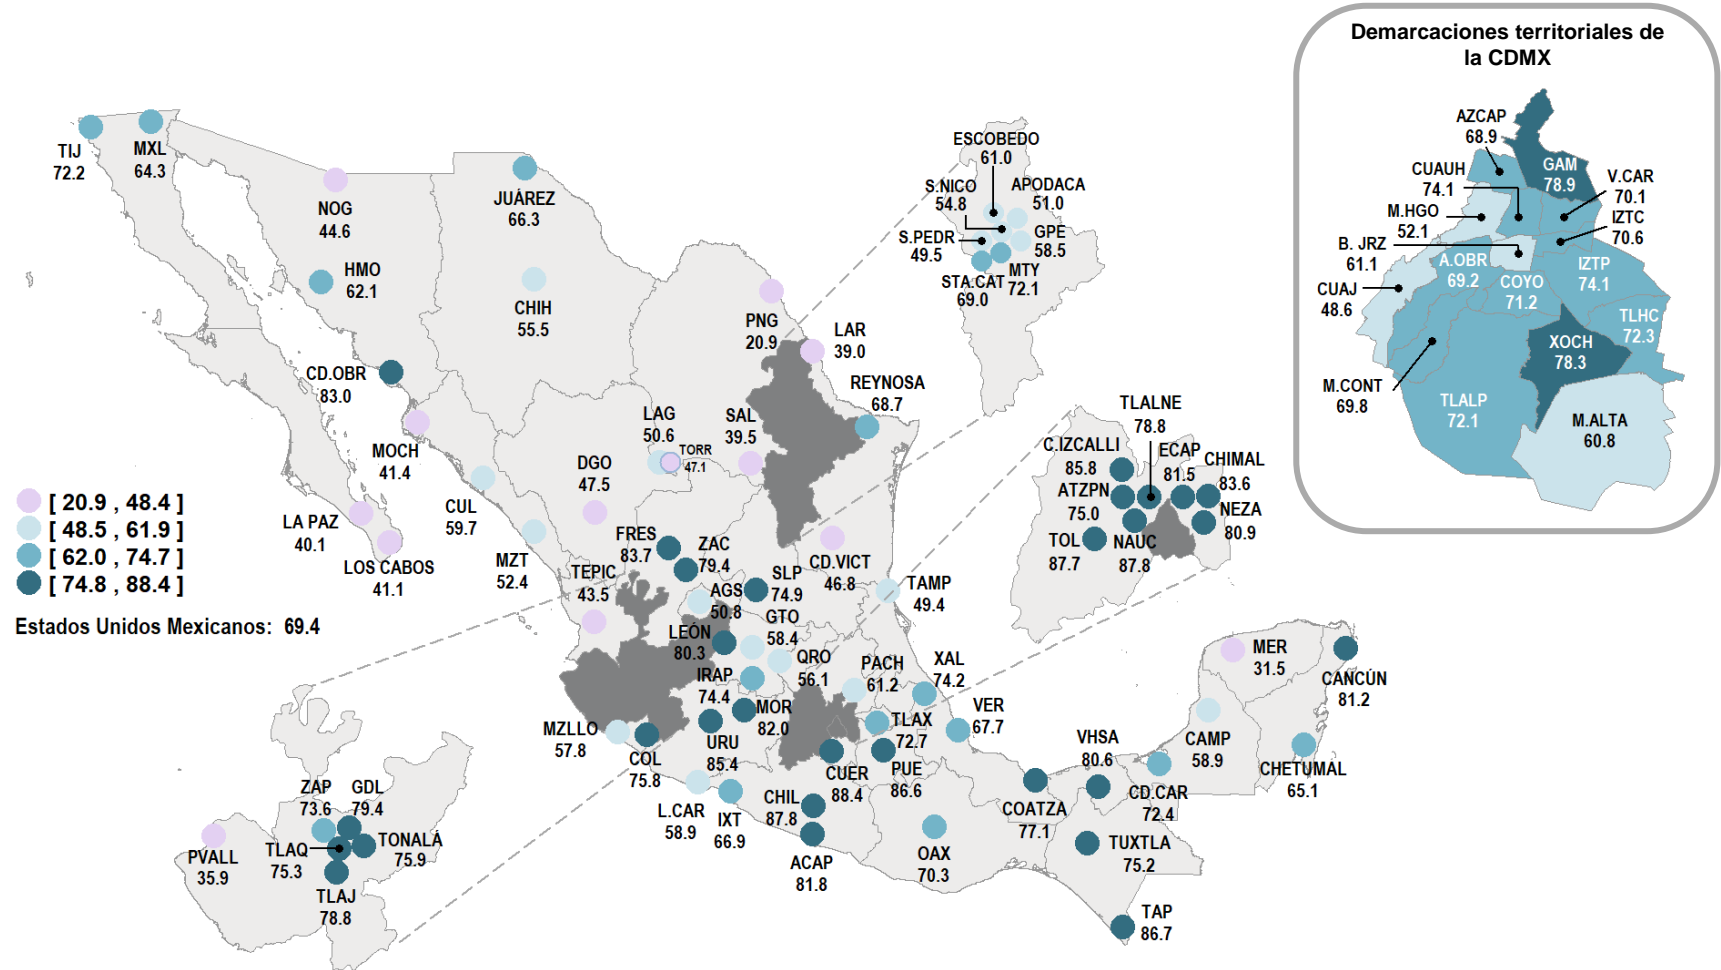 Demarcaciones territoriales de
la CDMX
AZCAP
68.9
CUAUH
74.1
GAM
78.9
V.CAR
70.1
M.HGO
52.1
IZTC
70.6
B. JRZ
61.1
A.OBR
69.2
IZTP
74.1
CUAJ
48.6
COYO
71.2
TLHC
72.3
XOCH
78.3
M.CONT
69.8
TLALP
72.1
M.ALTA
60.8
TIJ
72.2
MXL
64.3
NOG
44.6
JUÁREZ
66.3
HMO
62.1
CHIH
55.5
ESCOBEDO
61.0
S.NICO
54.8
APODACA
51.0
S.PEDR
49.5
GPE
58.5
STA.CAT
69.0
MTY
72.1
PNG
20.9
LAR
39.0
CD.OBR
83.0
REYNOSA
68.7
MOCH
41.4
LAG
50.6
TORR
47.1
SAL
39.5
DGO
47.5
CUL
59.7
LA PAZ
40.1
LOS CABOS
41.1
MZT
52.4
TLALNE
78.8
C.IZCALLI
85.8
ECAP
81.5
CHIMAL
83.6
ATZPN
75.0
NEZA
80.9
TOL
87.7
NAUC
87.8
[ 20.9 , 48.4 ]
[ 48.5 , 61.9 ]
[ 62.0 , 74.7 ]
[ 74.8 , 88.4 ]
Estados Unidos Mexicanos: 69.4
FRES
83.7
ZAC
79.4
TEPIC
43.5
SLP
74.9
CD.VICT
46.8
TAMP
49.4
AGS
50.8
GTO
58.4
LEÓN
80.3
QRO
56.1
IRAP
74.4
PACH
61.2
XAL
74.2
MOR
82.0
MZLLO
57.8
COL
75.8
URU
85.4
TLAX
72.7
VER
67.7
CUER
88.4
PUE
86.6
L.CAR
58.9
IXT
66.9
CHIL
87.8
ACAP
81.8
OAX
70.3
COATZA
77.1
VHSA
80.6
CD.CAR
72.4
CAMP
58.9
MER
31.5
CANCÚN
81.2
CHETUMAL
65.1
TUXTLA
75.2
TAP
86.7
ZAP
73.6
GDL
79.4
PVALL
35.9
TLAQ
75.3
TONALÁ
75.9
TLAJ
78.8